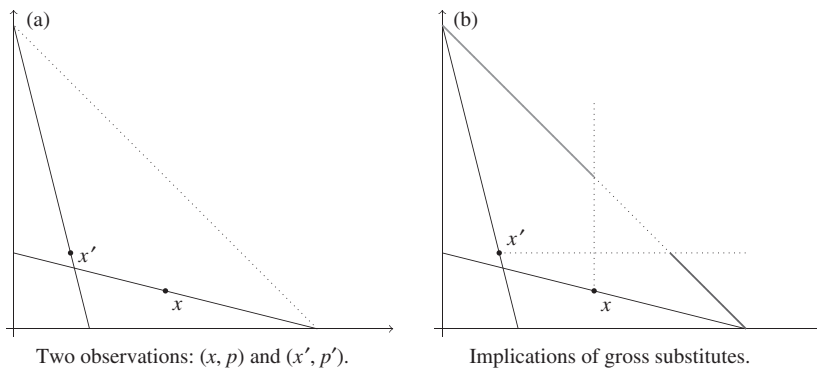 (a)
x′
x
Two observations: (x, p) and (x′, p′).
(b)
x′
x
Implications of gross substitutes.